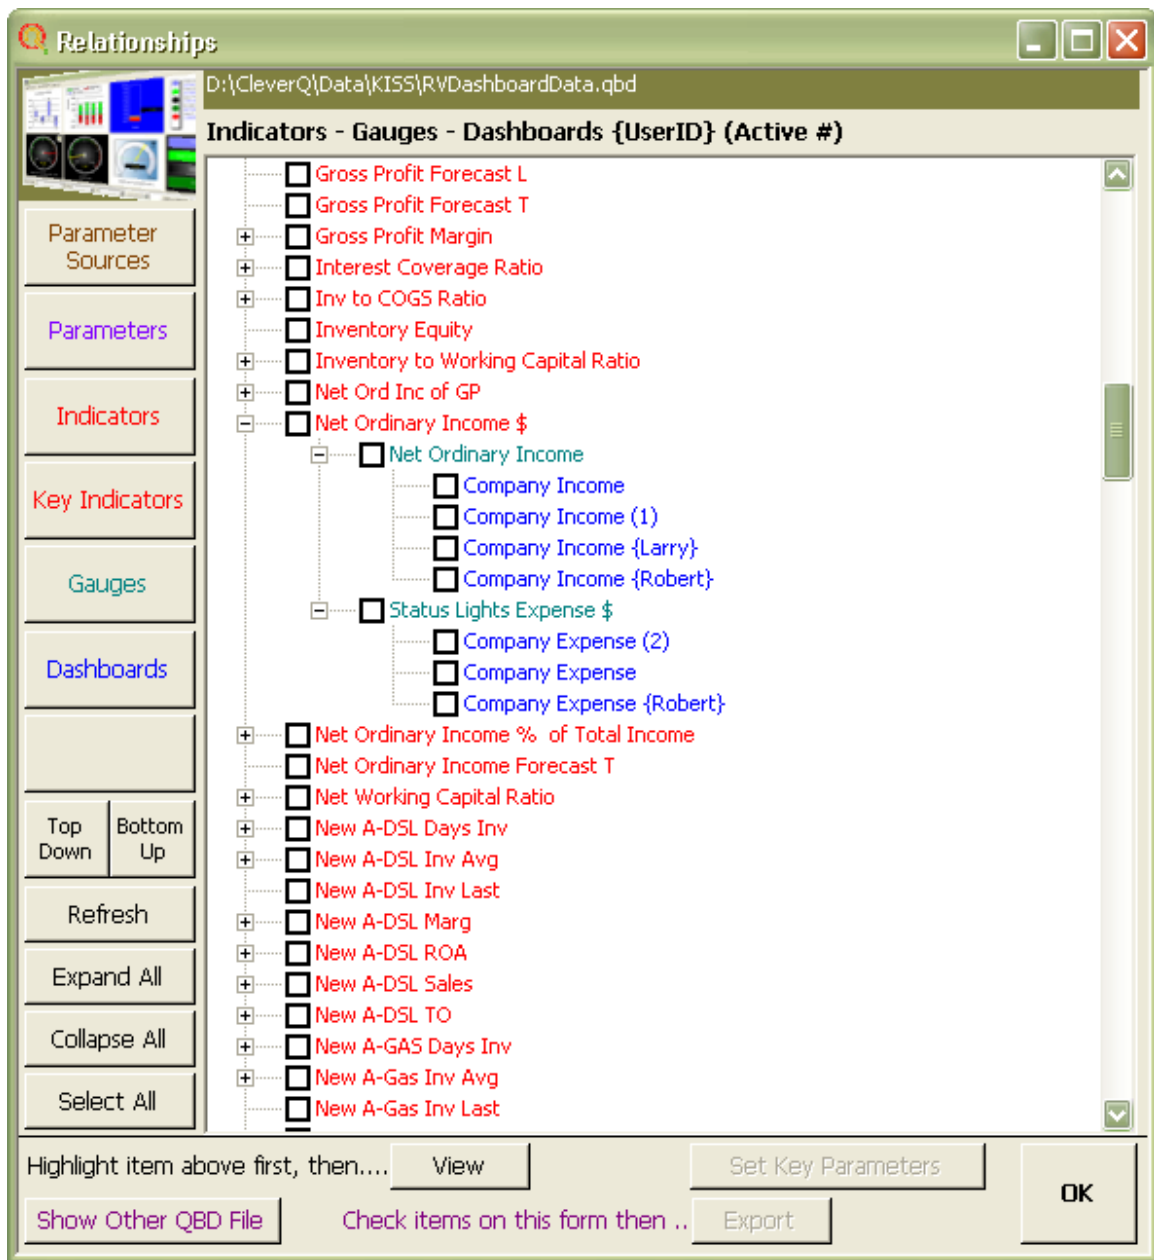 Relationships
D:\CleverQ\Data\KISS\RVDashboardData.qbd
Indicators - Gauges - Dashboards {UserID} (Active #)
Parameter
Sources
Parameters
Indicators
Key Indicators
Gauges
Dashboards
Top
Down
Bottom
Up
Refresh
Expand All
Collapse All
Select All
Gross Profit Forecast L
Gross Profit Forecast T
Gross Profit Margin
Interest Coverage Ratio
Inv to COGS Ratio
Inventory Equity
Inventory to Working Capital Ratio
Net Ord Inc of GP
Net Ordinary Income $
Net Ordinary Income
Company Income
Company Income (1)
Company Income {Larry}
Company Income {Robert}
Status Lights Expense $
Company Expense (2)
Company Expense
Company Expense {Robert}
Net Ordinary Income %  of Total Income
Net Ordinary Income Forecast T
Net Working Capital Ratio
New A-DSL Days Inv
New A-DSL Inv Avg
New A-DSL Inv Last
New A-DSL Marg
New A-DSL ROA
New A-DSL Sales
New A-DSL TO
New A-GAS Days Inv
New A-Gas Inv Avg
New A-Gas Inv Last
Highlight item above first, then.... View
Set Key Parameters
Show Other QBD File
Check items on this form then .. Export
OK